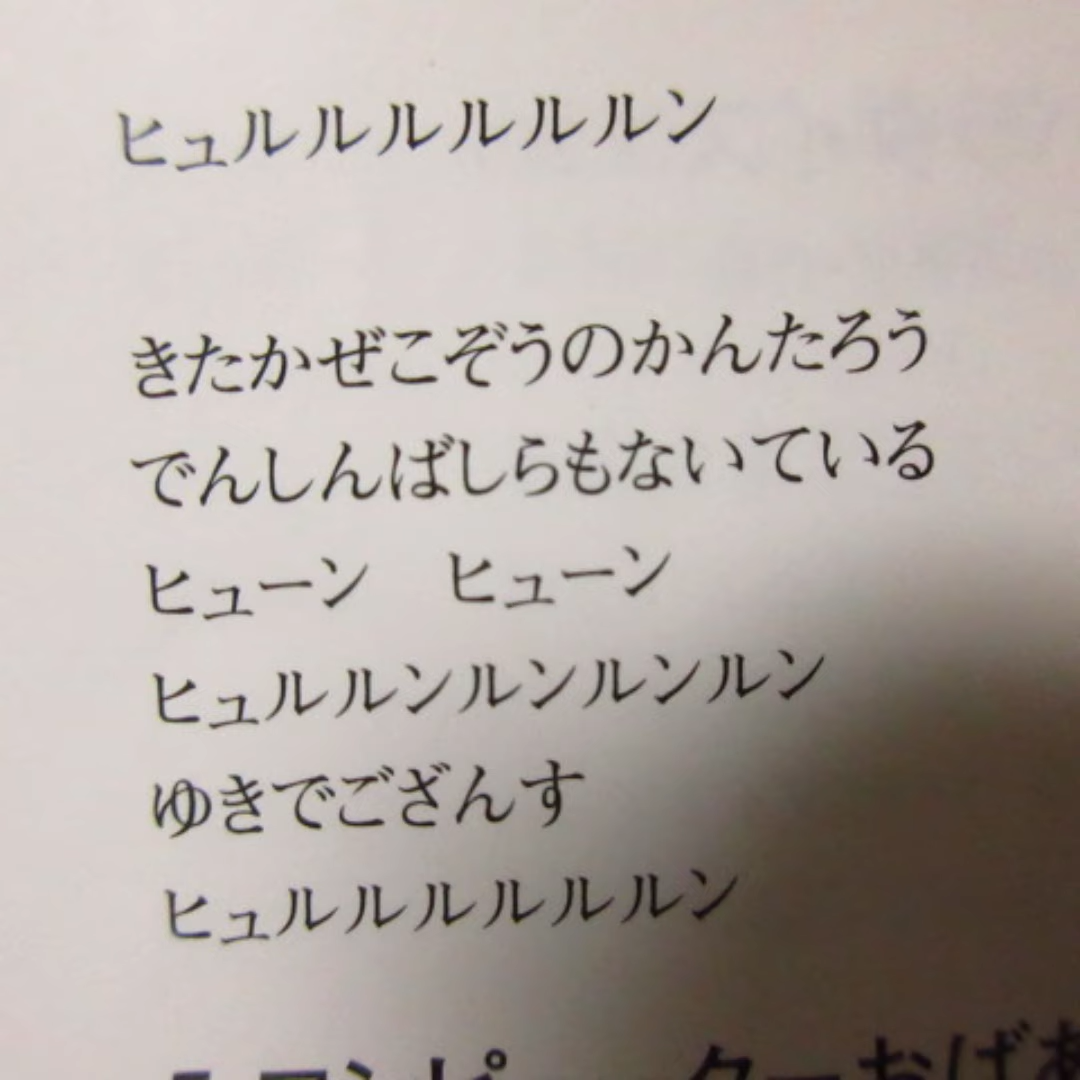 ヒュルルルルルルン
きたかぜこぞうのかんたろう
でんしんばしらもないている
ヒューン　ヒューン
ヒュルルンルンルンルン
ゆきでござんす
ヒュルルルルルルン